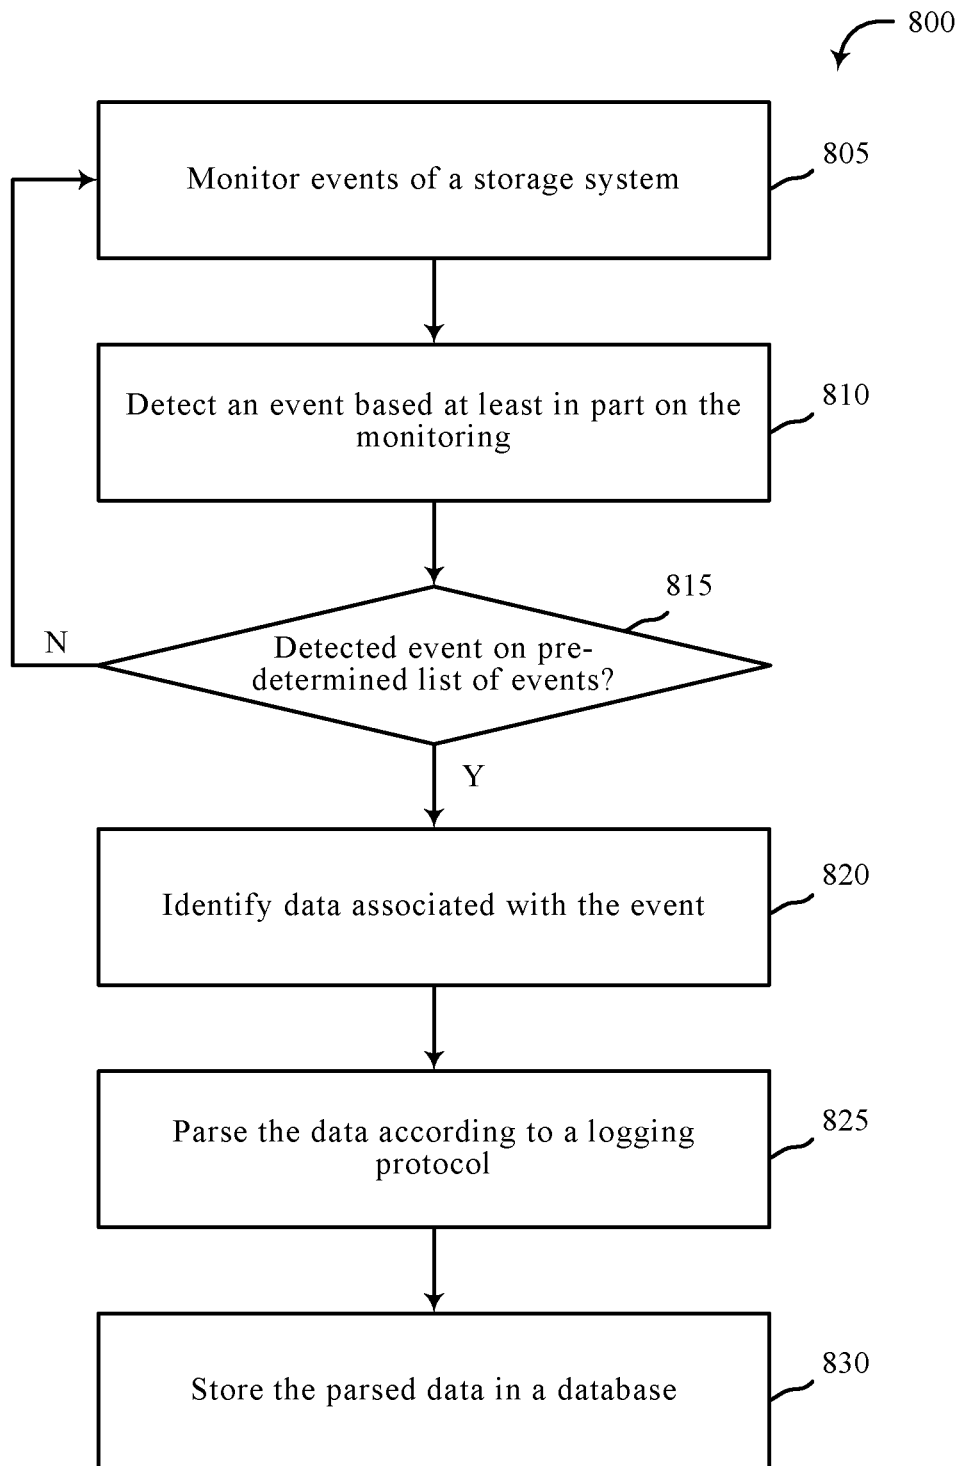 800
Monitor events of a storage system
805
Detect an event based at least in part on the
monitoring
810
815
Detected event on pre-
determined list of events?
N
Y
Identify data associated with the event
820
Parse the data according to a logging
protocol
825
Store the parsed data in a database
830